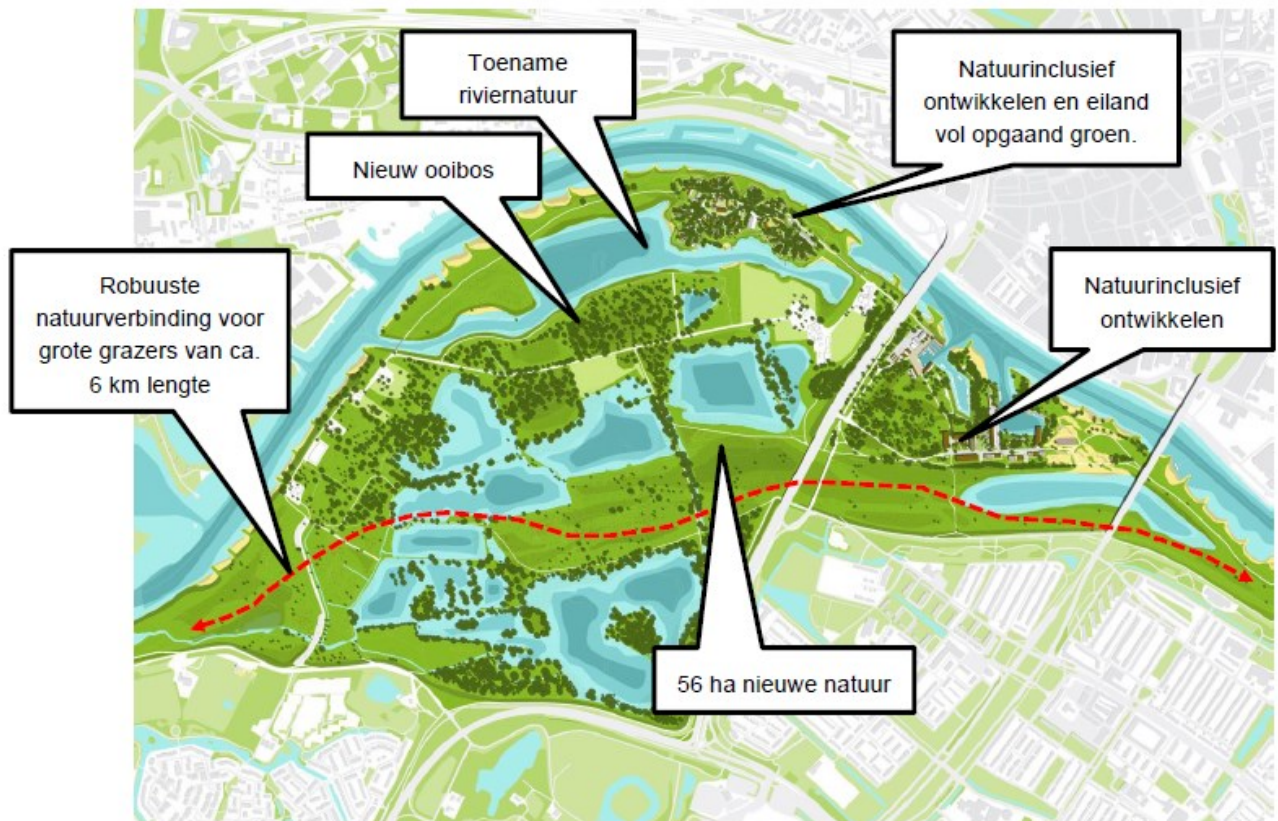 Toename
riviernatuur
Natuurinclusief
ontwikkelen en eiland
vol opgaand groen.
Nieuw ooibos
Robuuste
natuurverbinding voor
grote grazers van ca.
6 km lengte
Natuurinclusief
ontwikkelen
56 ha nieuwe natuur